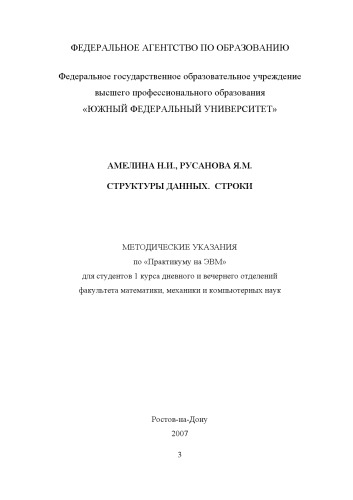 ФЕДЕРАЛЬНОЕ АГЕНТСТВО ПО ОБРАЗОВАНИЮ
Федеральное государственное образовательное учреждение
высшего профессионального образования
«ЮЖНЫЙ ФЕДЕРАЛЬНЫЙ УНИВЕРСИТЕТ»
АМЕЛИНА Н.И., РУСАНОВА Я.М.
СТРУКТУРЫ ДАННЫХ. СТРОКИ
МЕТОДИЧЕСКИЕ УКАЗАНИЯ
по «Практикуму на ЭВМ»
для студентов 1 курса дневного и вечернего отделений
факультета математики, механики и компьютерных наук
Ростов-на-Дону
2007
3